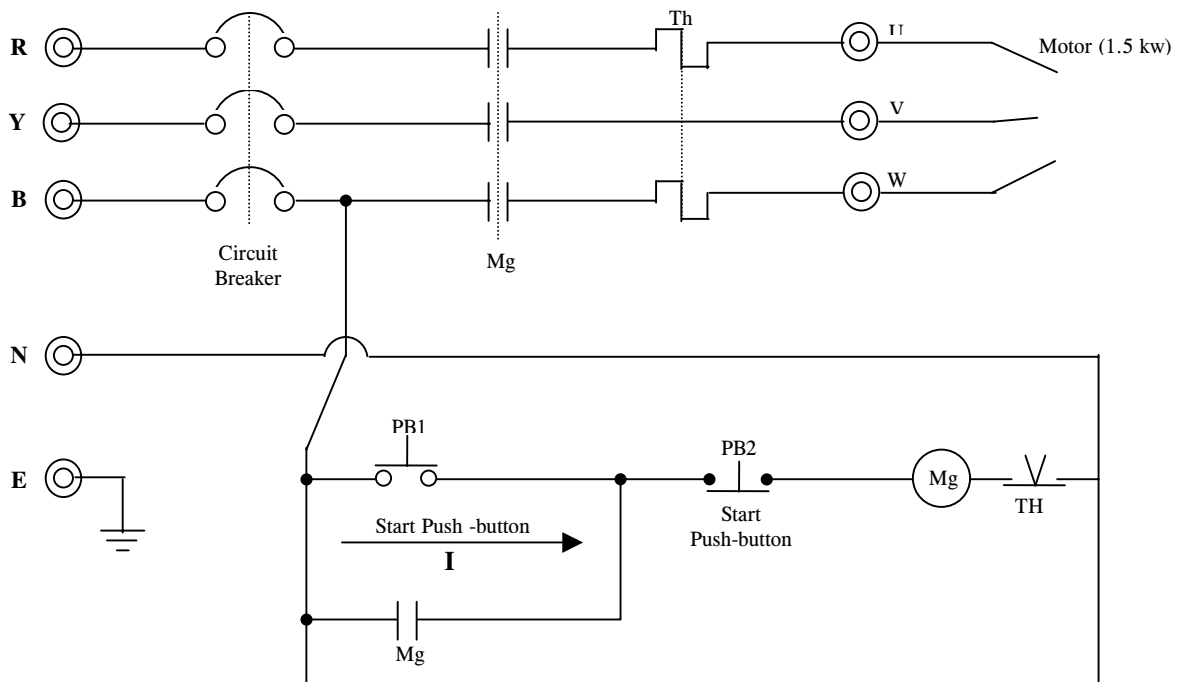 Th
R
U
Motor (1.5 kw)
Y
V
B
W
Circuit
Breaker
Mg
N
PB1
PB2
E
Mg
TH
Start Push -button
Start
Push-button
I
Mg